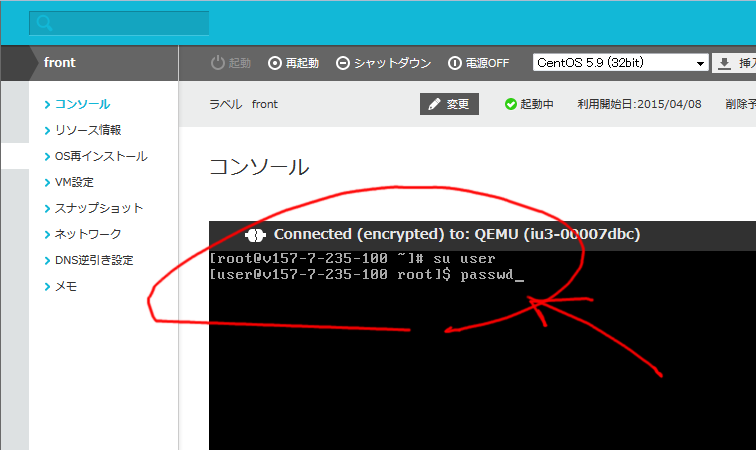 front
起動
再起動
シャットダウン
電源OFF
CentOS 5.9 (32bit)
挿入
コンソール
リソース情報
OS再インストール
VM設定
スナップショット
ネットワーク
DNS逆引き設定
メモ
ラベル front
変更
起動中
利用開始日:2015/04/08
削除予
コンソール
Connected (encrypted) to: QEMU (iu3-00007dbc)
[root@v157-7-235-100 ~]# su user
[user@v157-7-235-100 root]$ passwd_